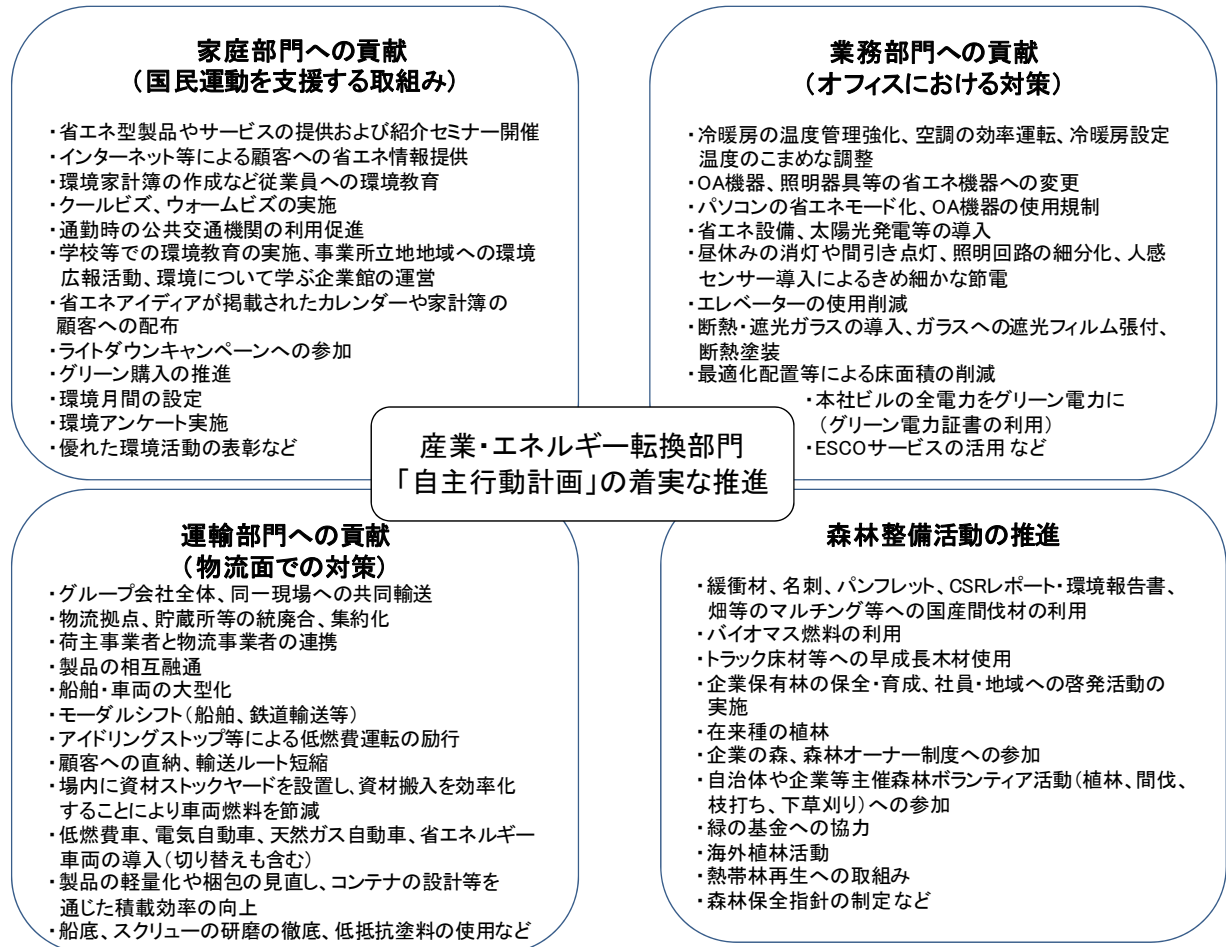 家庭部門への貢献
（国民運動を支援する取組み）
・省エネ型製品やサービスの提供および紹介セミナー開催
・インターネット等による顧客への省エネ情報提供
・環境家計簿の作成など従業員への環境教育
・クールビズ、ウォームビズの実施
・通勤時の公共交通機関の利用促進
・学校等での環境教育の実施、事業所立地地域への環境
広報活動、環境について学ぶ企業館の運営
・省エネアイディアが掲載されたカレンダーや家計簿の
顧客への配布
・ライトダウンキャンペーンへの参加
・グリーン購入の推進
・環境月間の設定
・環境アンケート実施
・優れた環境活動の表彰など
業務部門への貢献
（オフィスにおける対策）
・冷暖房の温度管理強化、空調の効率運転、冷暖房設定
温度のこまめな調整
・OA機器、照明器具等の省エネ機器への変更
・パソコンの省エネモード化、OA機器の使用規制
・省エネ設備、太陽光発電等の導入
・昼休みの消灯や間引き点灯、照明回路の細分化、人感
センサー導入によるきめ細かな節電
・エレベーターの使用削減
・断熱・遮光ガラスの導入、ガラスへの遮光フィルム張付、
断熱塗装
・最適化配置等による床面積の削減
・本社ビルの全電力をグリーン電力に
（グリーン電力証書の利用）
・ESCOサービスの活用 など
産業・エネルギー転換部門
「自主行動計画」の着実な推進
運輸部門への貢献
（物流面での対策）
・グループ会社全体、同一現場への共同輸送
・物流拠点、貯蔵所等の統廃合、集約化
・荷主事業者と物流事業者の連携
・製品の相互融通
・船舶・車両の大型化
・モーダルシフト（船舶、鉄道輸送等）
・アイドリングストップ等による低燃費運転の励行
・顧客への直納、輸送ルート短縮
・場内に資材ストックヤードを設置し、資材搬入を効率化
することにより車両燃料を節減
・低燃費車、電気自動車、天然ガス自動車、省エネルギー
車両の導入（切り替えも含む）
・製品の軽量化や梱包の見直し、コンテナの設計等を
通じた積載効率の向上
・船底、スクリューの研磨の徹底、低抵抗塗料の使用など
森林整備活動の推進
・緩衝材、名刺、パンフレット、CSRレポート・環境報告書、
畑等のマルチング等への国産間伐材の利用
・バイオマス燃料の利用
・トラック床材等への早成長木材使用
・企業保有林の保全・育成、社員・地域への啓発活動の
実施
・在来種の植林
・企業の森、森林オーナー制度への参加
・自治体や企業等主催森林ボランティア活動（植林、間伐、
枝打ち、下草刈り）への参加
・緑の基金への協力
・海外植林活動
・熱帯林再生への取組み
・森林保全指針の制定など